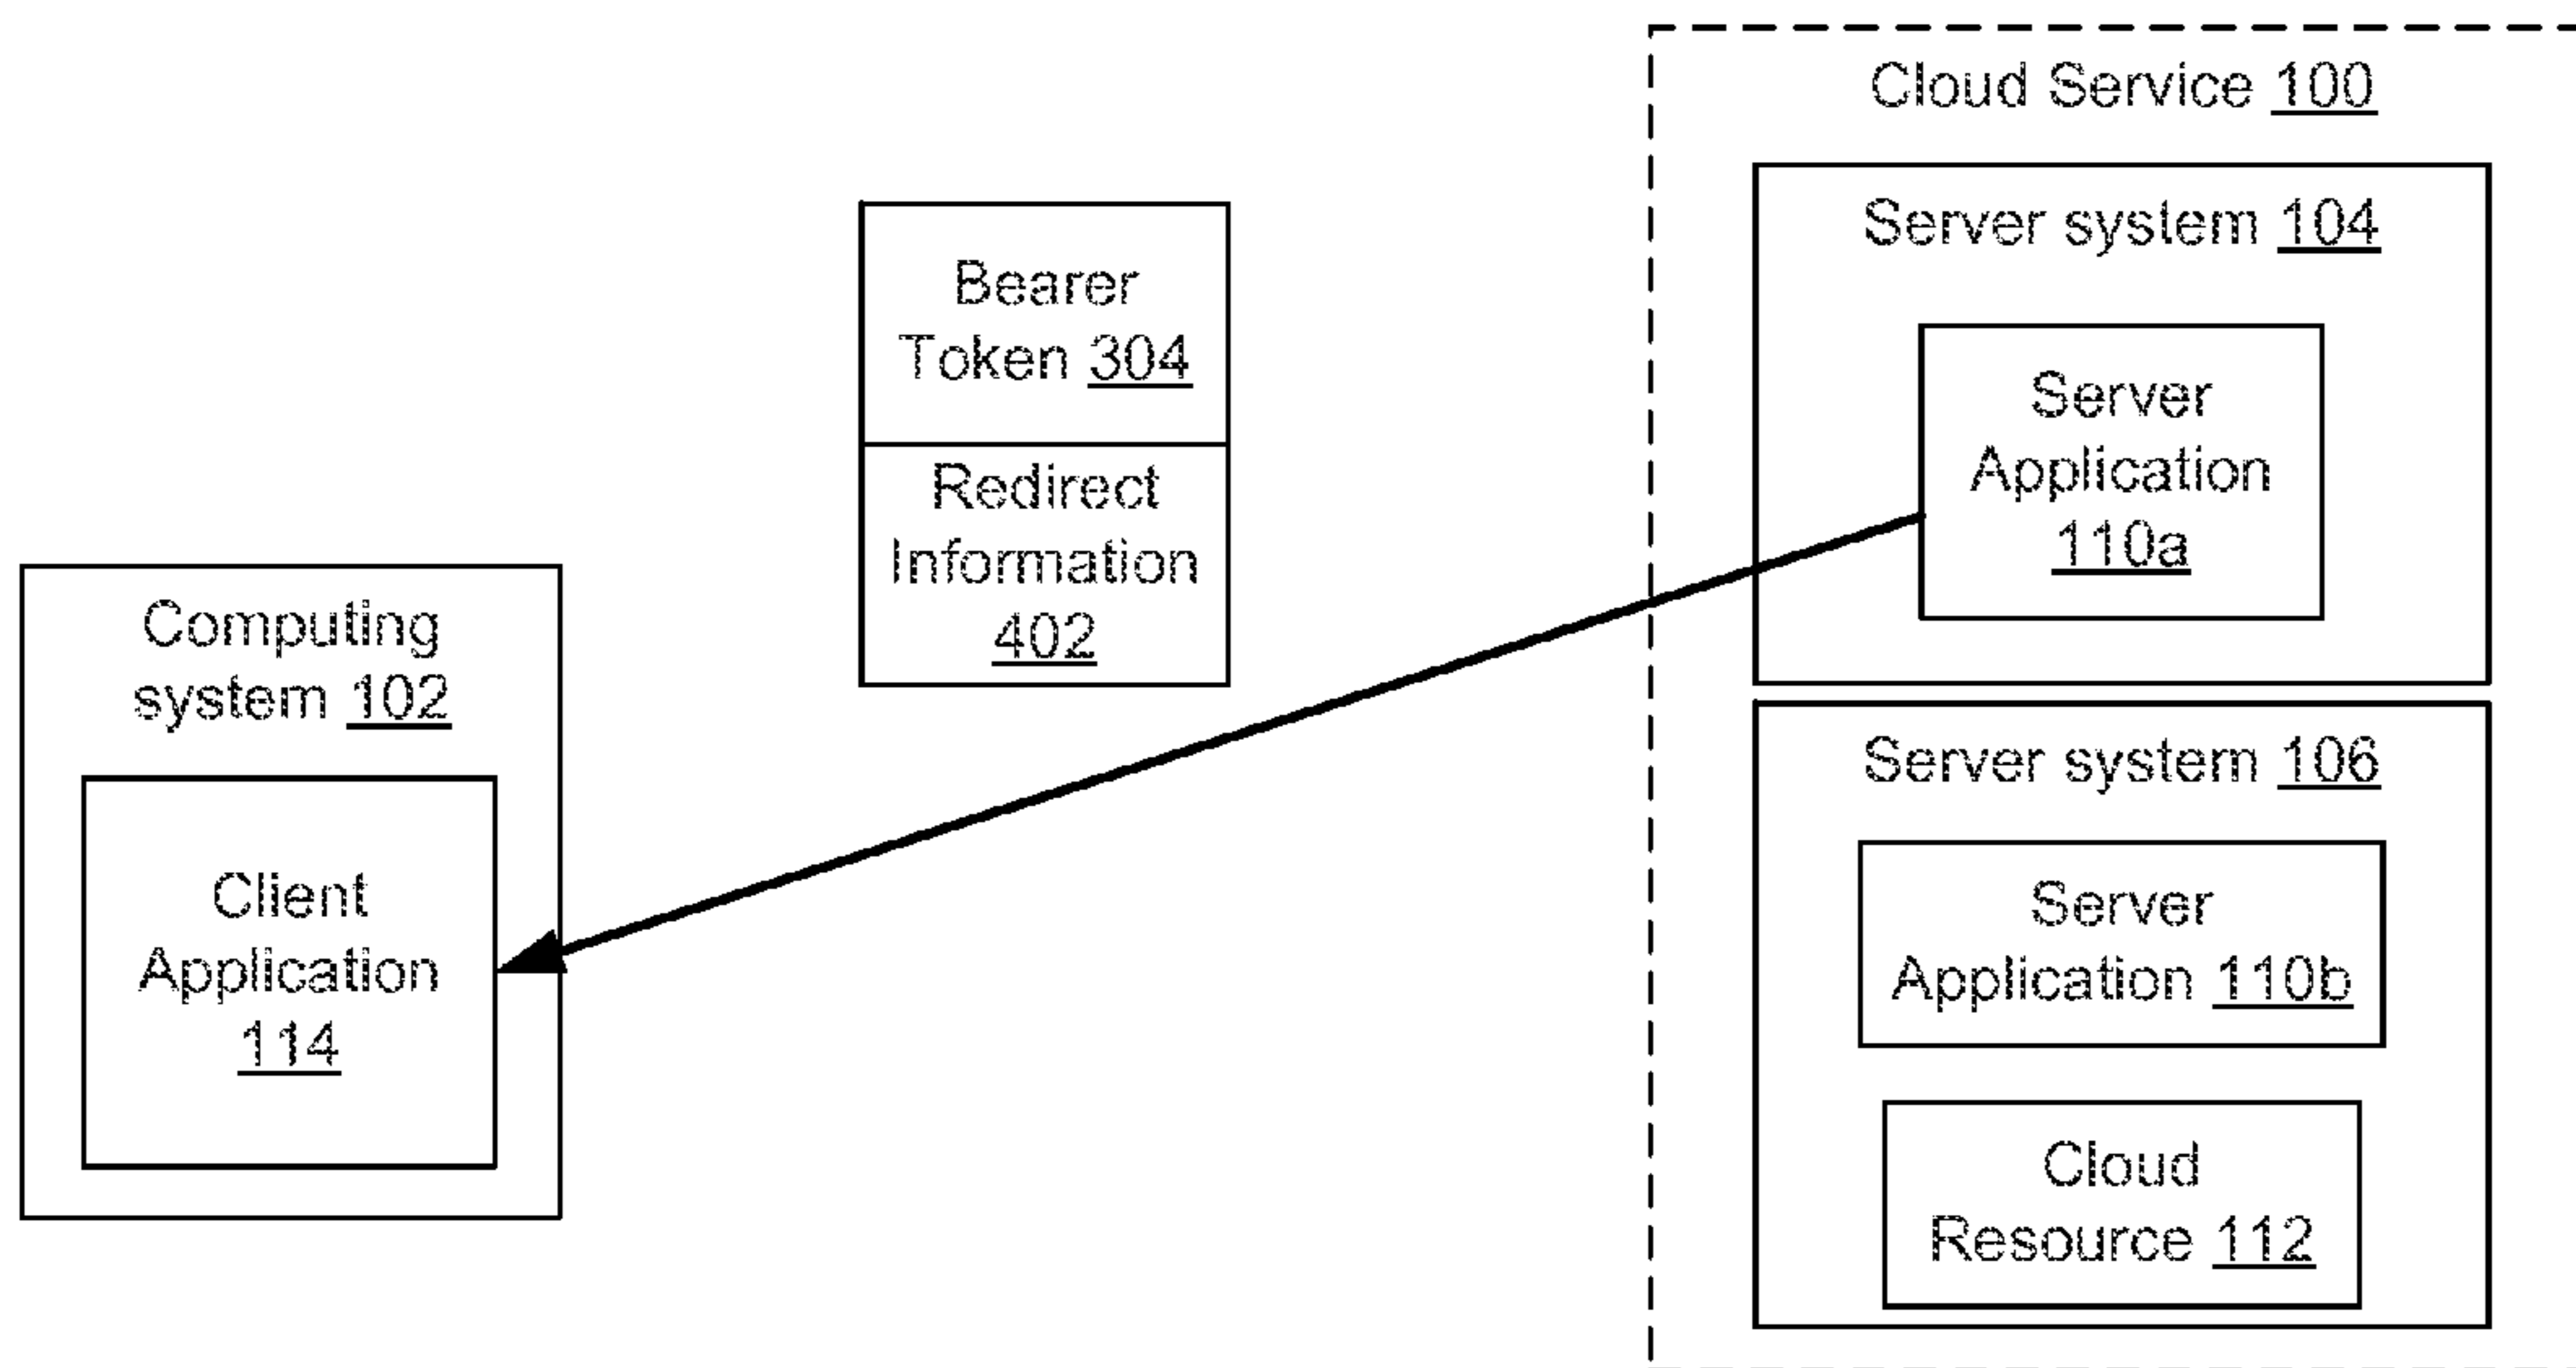 Cloud Service 100
Server system 104
Server
Application
110a
Bearer
Token 304
Redirect
Information
402
Computing
system 102
Client
Application
114
Server system 106
Server
Application 110b
Cloud
Resource 112